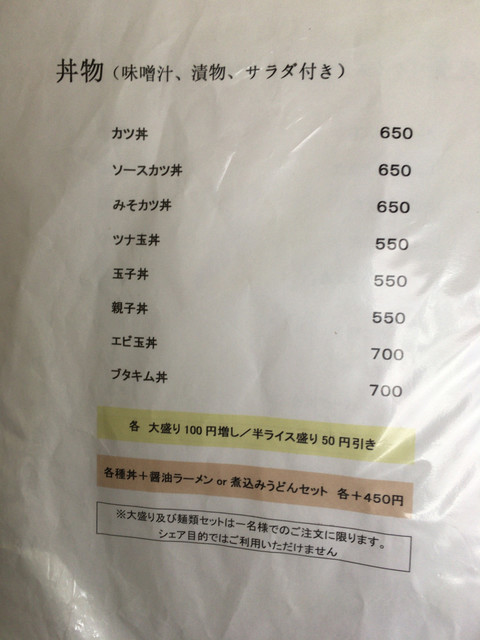 丼物（味噌汁、漬物、サラダ付き）
カツ丼 650
ソースカツ丼 650
みそカツ丼 650
ツナ玉丼 550
玉子丼 550
親子丼 550
エビ玉丼 700
ブタキム丼 700
各 大盛り100円増し／半ライス盛り50円引き
各種丼＋醤油ラーメン or 煮込みうどんセット 各＋450円
※大盛り及び麺類セットは一名様でのご注文に限ります。
シェア目的ではご利用いただけません